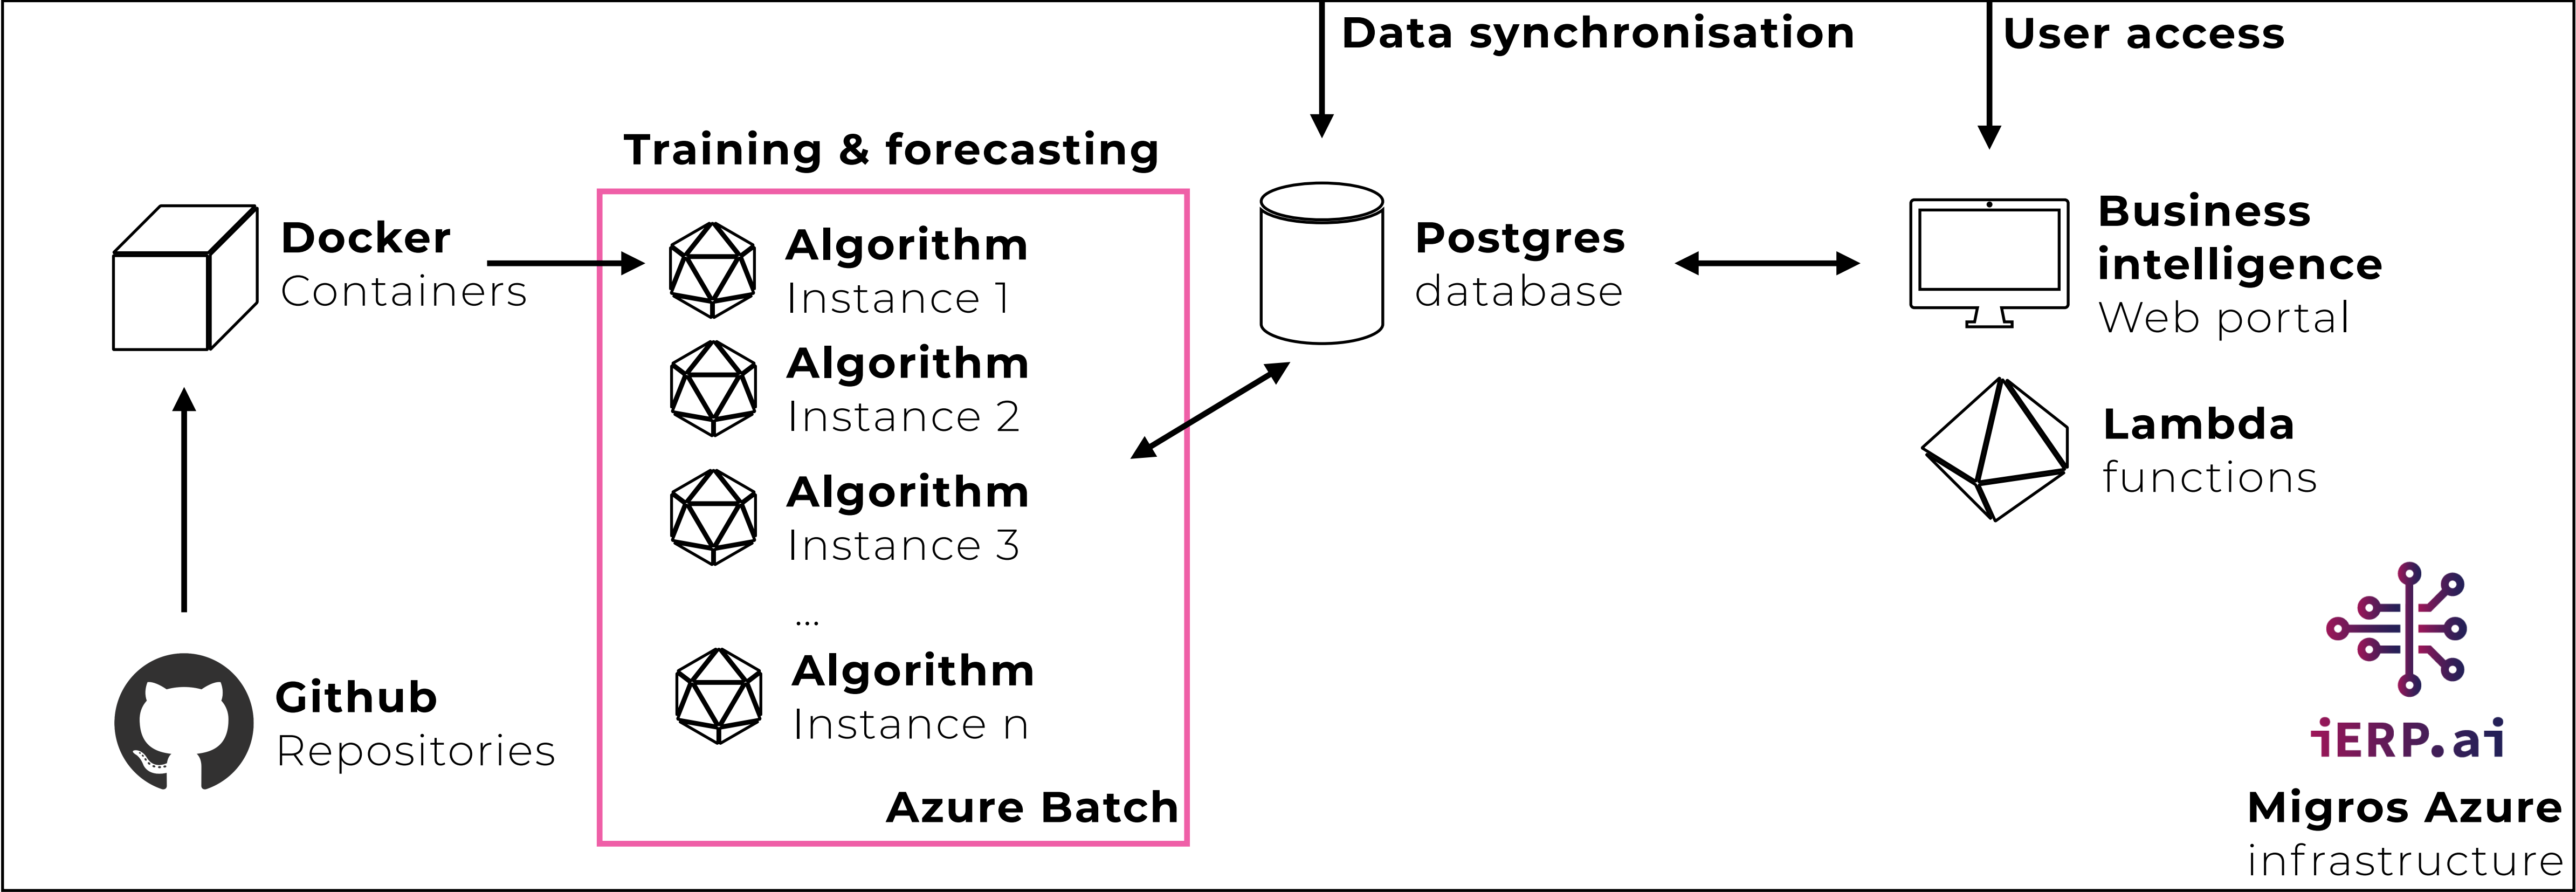 Data synchronisation
User access
Training & forecasting
Docker
Containers
Algorithm
Instance 1
Algorithm
Instance 2
Algorithm
Instance 3
...
Algorithm
Instance n
Azure Batch
Postgres
database
Business
intelligence
Web portal
Lambda
functions
Github
Repositories
iERP.ai
Migros Azure
infrastructure